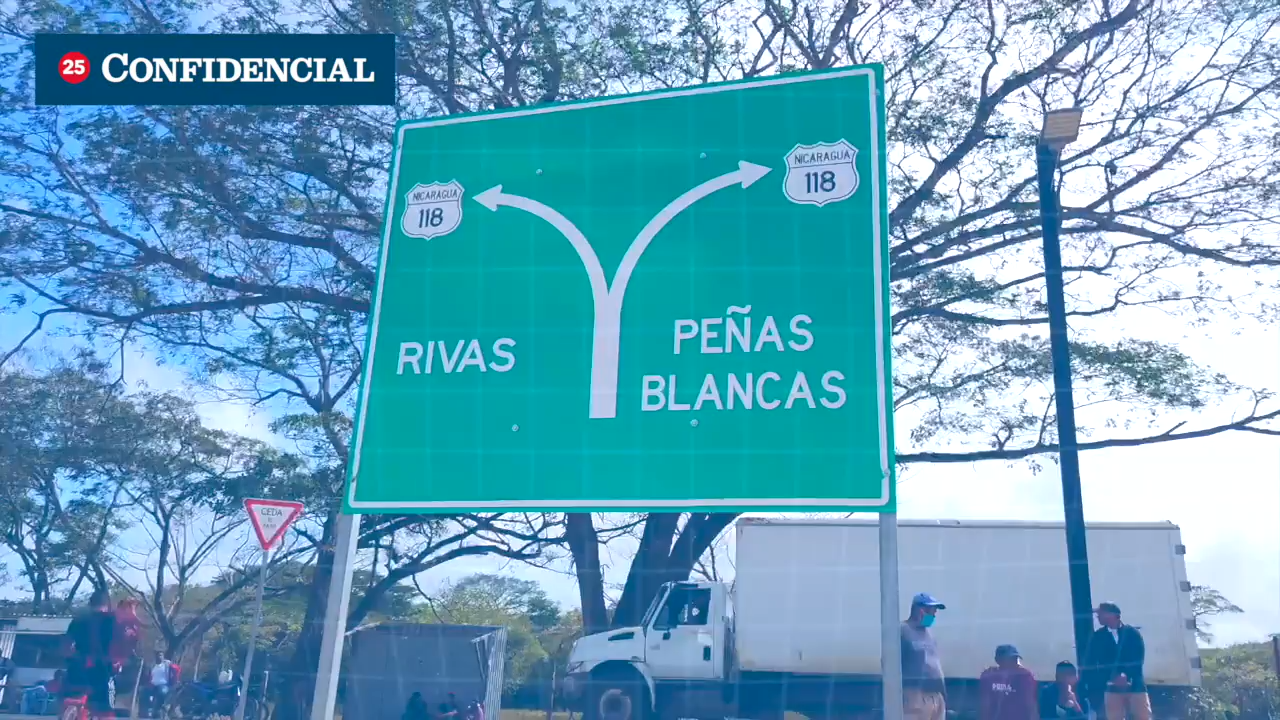 25 CONFIDENCIAL
NICARAGUA
118
NICARAGUA
118
RIVAS
PEÑAS
BLANCAS
CEDA